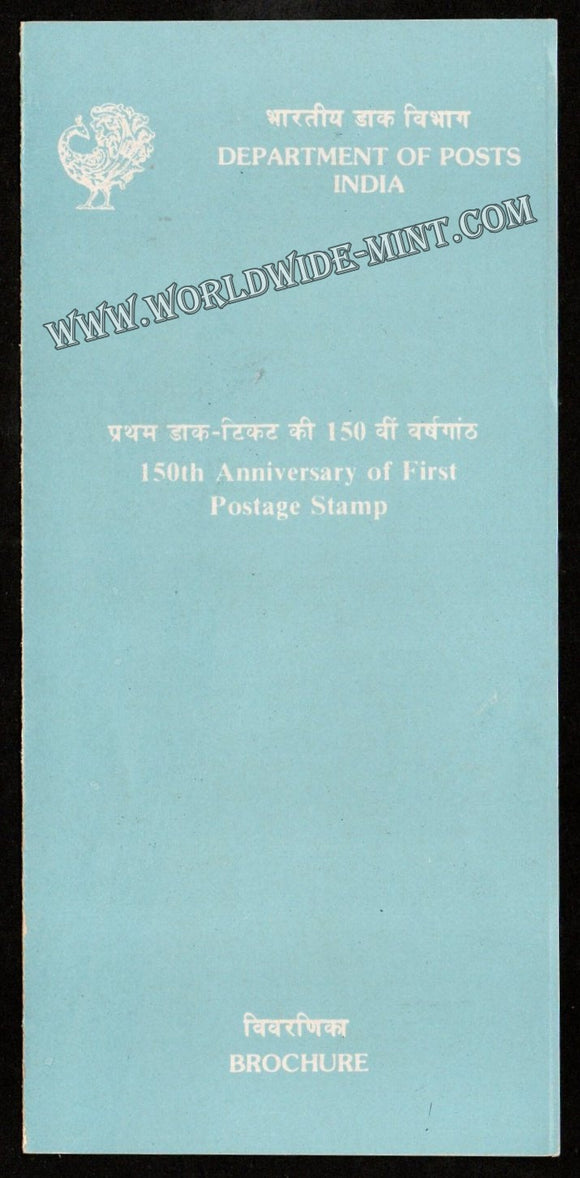 भारतीय डाक विभाग
DEPARTMENT OF POSTS
INDIA
WWW.WORLDWIDE-MINT.COM
प्रथम डाक-टिकट की 150 वीं वर्षगांठ
150th Anniversary of First
Postage Stamp
विवरणिका
BROCHURE